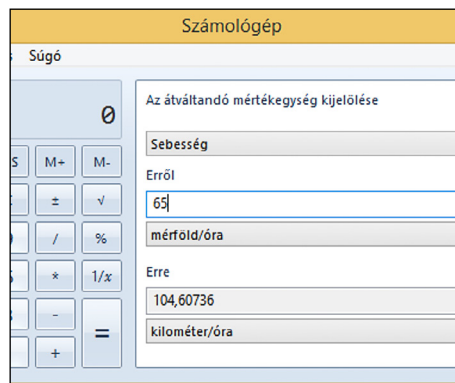 Számológép
Súgó
0
Az átváltandó mértékegység kijelölése
Sebesség
Erről
65
mérföld/óra
Erre
104,60736
kilométer/óra
M+ M-
± √
/ %
* 1/x
- =
+